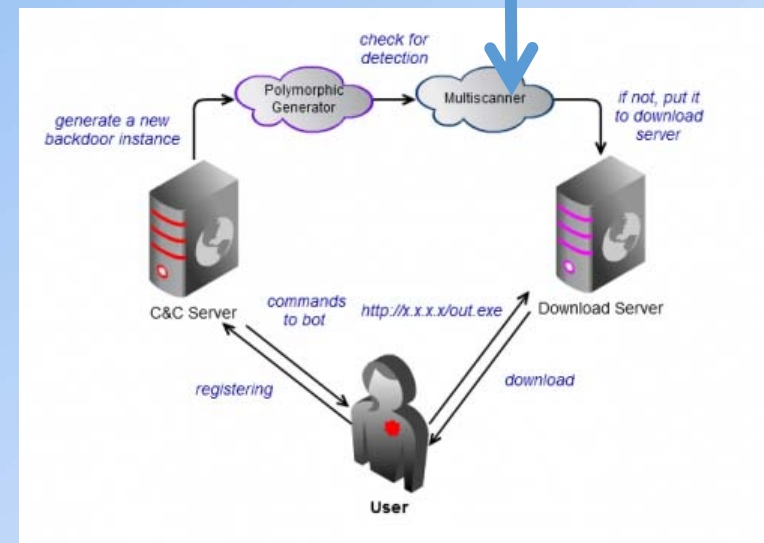 check for
detection
Polymorphic
Generator
Multiscanner
generate a new
backdoor instance
if not, put it
to download
server
C&C Server
commands
to bot
http://x.x.x.x/out.exe
Download Server
registering
download
User